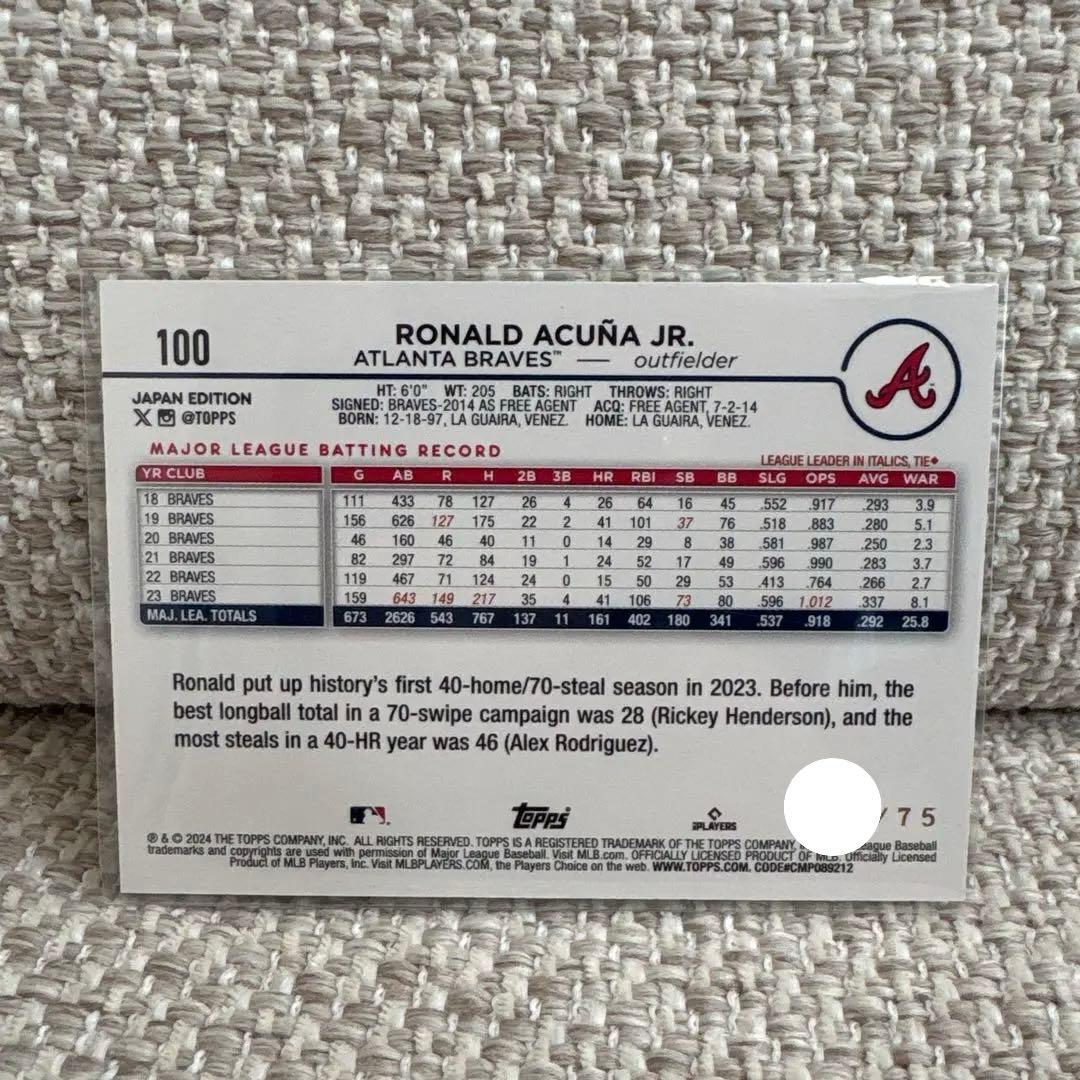 100
RONALD ACUÑA JR.
ATLANTA BRAVES™ — outfielder
A
JAPAN EDITION
@TOPPS
HT: 6'0" WT: 205 BATS: RIGHT THROWS: RIGHT
SIGNED: BRAVES-2014 AS FREE AGENT ACQ: FREE AGENT, 7-2-14
BORN: 12-18-97, LA GUAIRA, VENEZ. HOME: LA GUAIRA, VENEZ.
MAJOR LEAGUE BATTING RECORD
LEAGUE LEADER IN ITALICS, TIE♦
YR CLUB G AB R H 2B 3B HR RBI SB BB SLG OPS AVG WAR
18 BRAVES 111 433 78 127 26 4 26 64 16 45 .552 .917 .293 3.9
19 BRAVES 156 626 127 175 22 2 41 101 37 76 .518 .883 .280 5.1
20 BRAVES 46 160 46 40 11 0 14 29 8 38 .581 .987 .250 2.3
21 BRAVES 82 297 72 84 19 1 24 52 17 49 .596 .990 .283 3.7
22 BRAVES 119 467 71 124 24 0 15 50 29 53 .413 .764 .266 2.7
23 BRAVES 159 643 149 217 35 4 41 106 73 80 .596 1.012 .337 8.1
MAJ. LEA. TOTALS 673 2626 543 767 137 11 161 402 180 341 .537 .918 .292 25.8
Ronald put up history's first 40-home/70-steal season in 2023. Before him, the
best longball total in a 70-swipe campaign was 28 (Rickey Henderson), and the
most steals in a 40-HR year was 46 (Alex Rodriguez).
topps
PLAYERS
/75
℗ & © 2024 THE TOPPS COMPANY, INC. ALL RIGHTS RESERVED. TOPPS IS A REGISTERED TRADEMARK OF THE TOPPS COMPANY, Baseball
trademarks and copyrights are used with permission of Major League Baseball. Visit MLB.com. OFFICIALLY LICENSED PRODUCT OF MLB. Officially Licensed
Product of MLB Players, Inc. Visit MLBPLAYERS.COM, the Players Choice on the web. WWW.TOPPS.COM. CODE#CMP089212